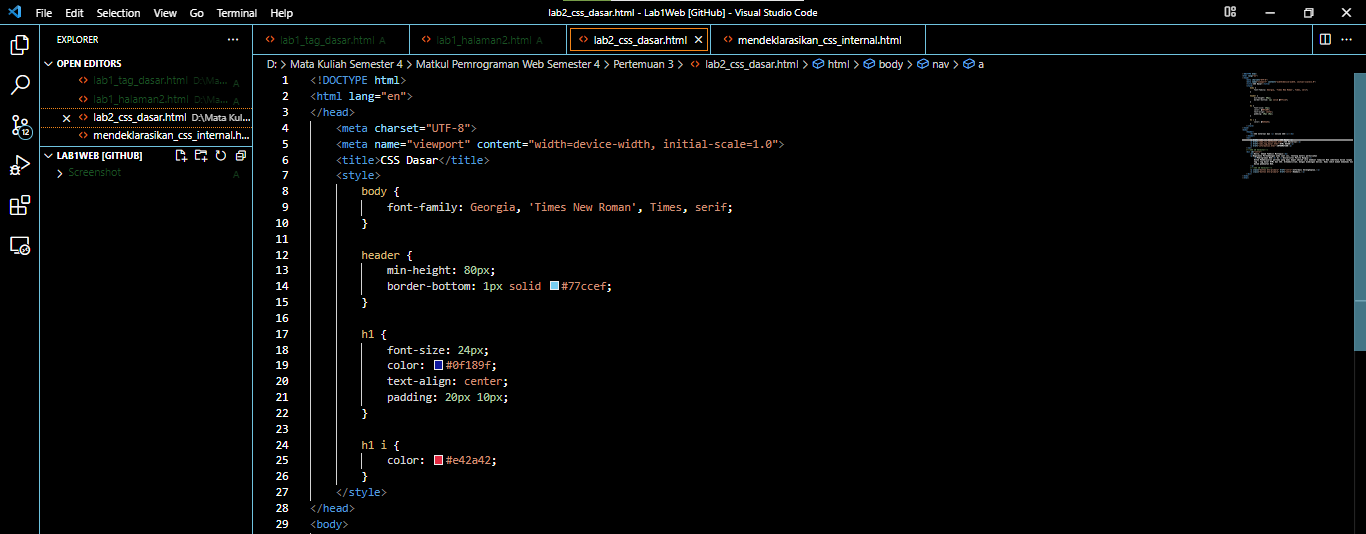 File Edit Selection View Go Terminal Help
lab2_css_dasar.html - Lab1Web [GitHub] - Visual Studio Code
EXPLORER
OPEN EDITORS
lab1_tag_dasar.html D:\Ma... A
lab1_halaman2.html D:\Ma... A
lab2_css_dasar.html D:\Mata Kul...
mendeklarasikan_css_internal.h...
LAB1WEB [GITHUB]
Screenshot A
12
lab1_tag_dasar.html A
lab1_halaman2.html A
lab2_css_dasar.html
mendeklarasikan_css_internal.html
D: > Mata Kuliah Semester 4 > Matkul Pemrograman Web Semester 4 > Pertemuan 3 > lab2_css_dasar.html > html > body > nav > a
1 <!DOCTYPE html>
2 <html lang="en">
3 </head>
4 <meta charset="UTF-8">
5 <meta name="viewport" content="width=device-width, initial-scale=1.0">
6 <title>CSS Dasar</title>
7 <style>
8 body {
9 font-family: Georgia, 'Times New Roman', Times, serif;
10 }
11
12 header {
13 min-height: 80px;
14 border-bottom: 1px solid #77ccef;
15 }
16
17 h1 {
18 font-size: 24px;
19 color: #0f189f;
20 text-align: center;
21 padding: 20px 10px;
22 }
23
24 h1 i {
25 color: #e42a42;
26 }
27 </style>
28 </head>
29 <body>